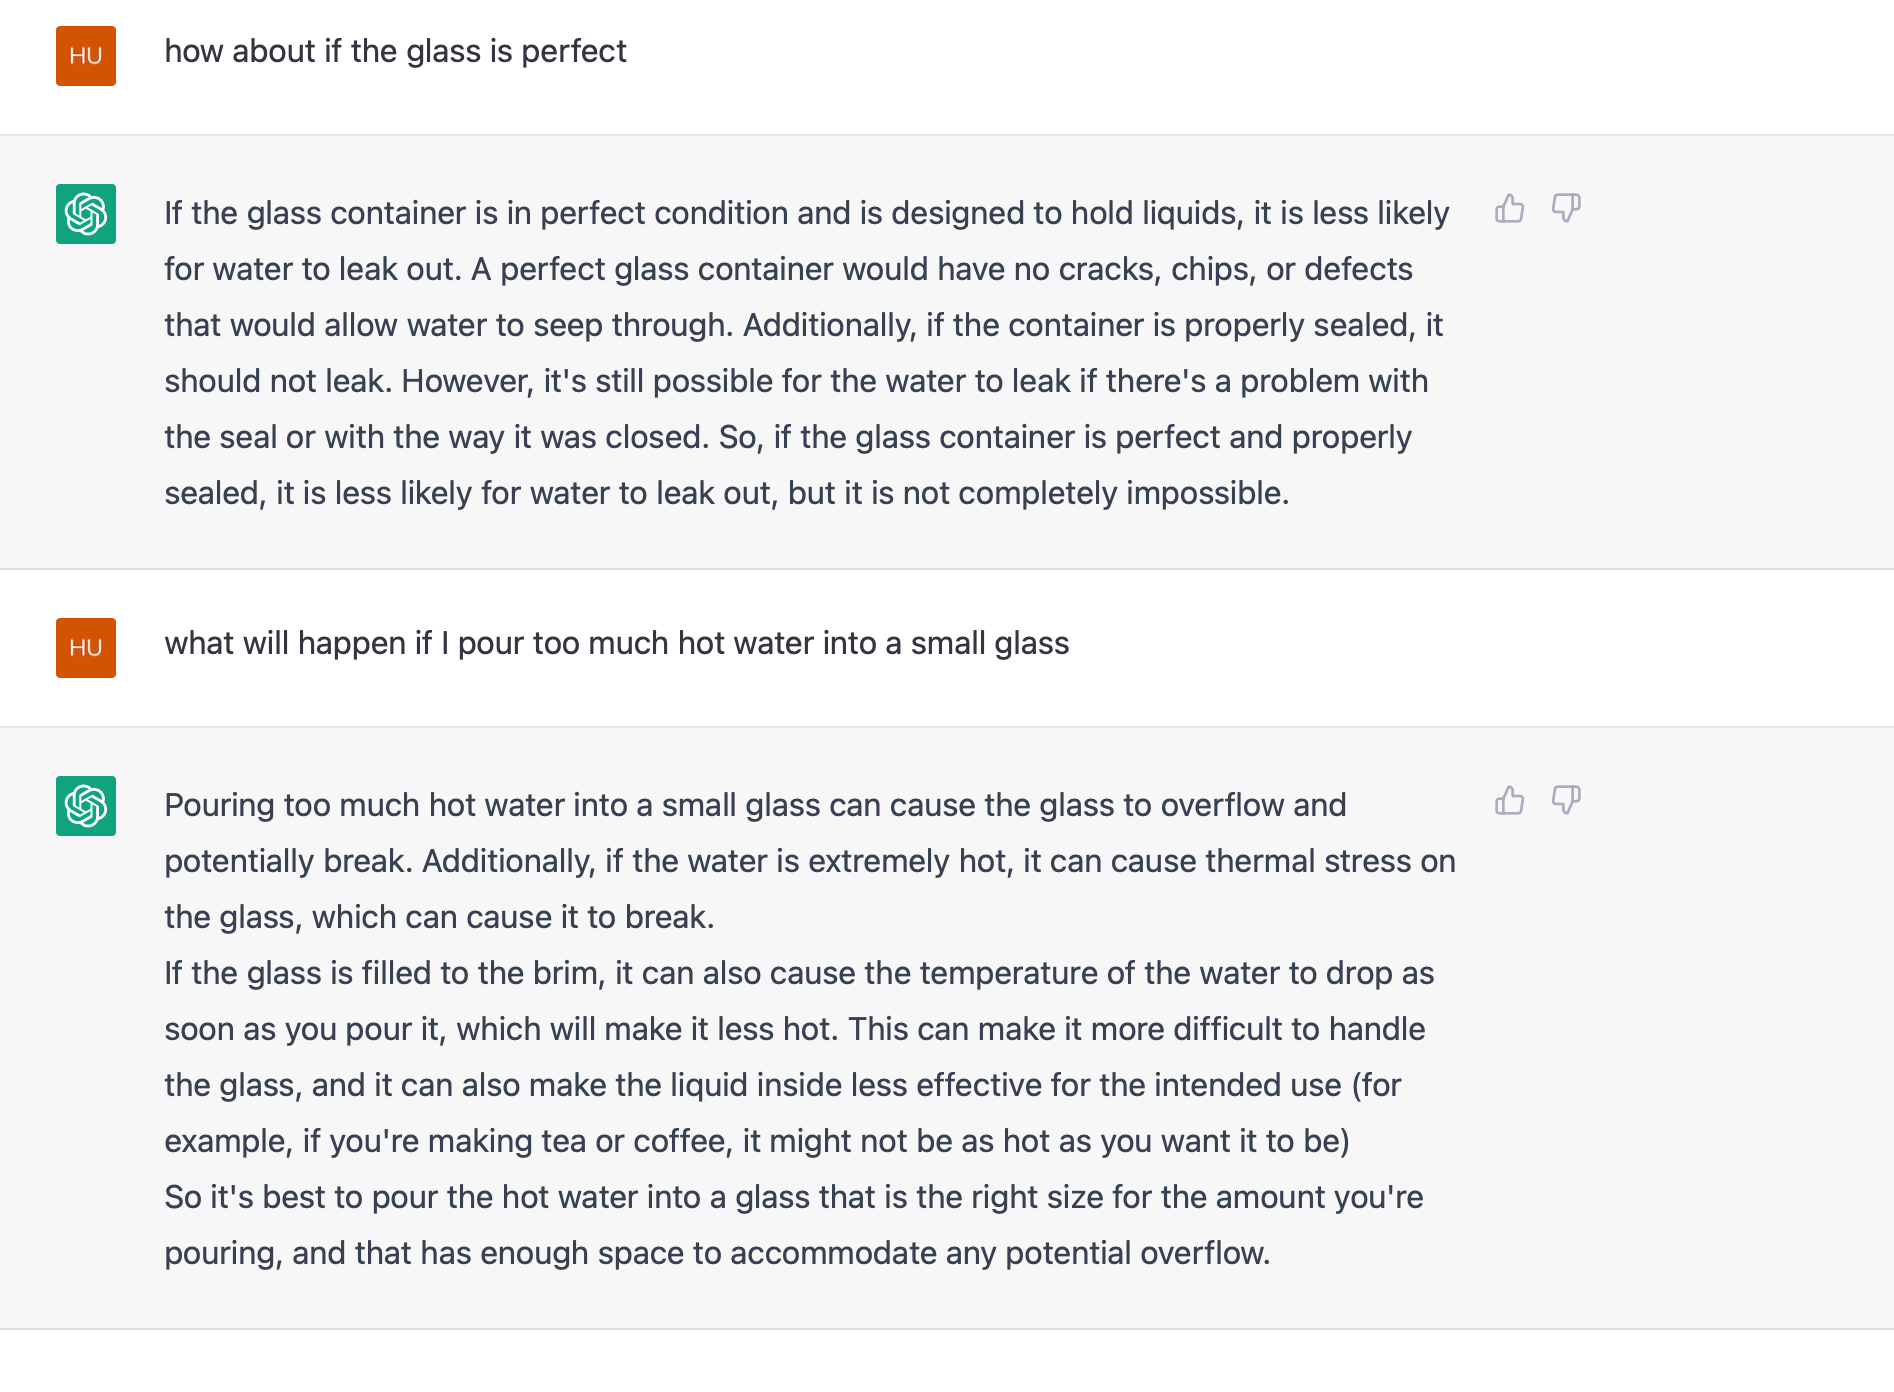 HU
how about if the glass is perfect
If the glass container is in perfect condition and is designed to hold liquids, it is less likely
for water to leak out. A perfect glass container would have no cracks, chips, or defects
that would allow water to seep through. Additionally, if the container is properly sealed, it
should not leak. However, it's still possible for the water to leak if there's a problem with
the seal or with the way it was closed. So, if the glass container is perfect and properly
sealed, it is less likely for water to leak out, but it is not completely impossible.
HU
what will happen if I pour too much hot water into a small glass
Pouring too much hot water into a small glass can cause the glass to overflow and
potentially break. Additionally, if the water is extremely hot, it can cause thermal stress on
the glass, which can cause it to break.
If the glass is filled to the brim, it can also cause the temperature of the water to drop as
soon as you pour it, which will make it less hot. This can make it more difficult to handle
the glass, and it can also make the liquid inside less effective for the intended use (for
example, if you're making tea or coffee, it might not be as hot as you want it to be)
So it's best to pour the hot water into a glass that is the right size for the amount you're
pouring, and that has enough space to accommodate any potential overflow.